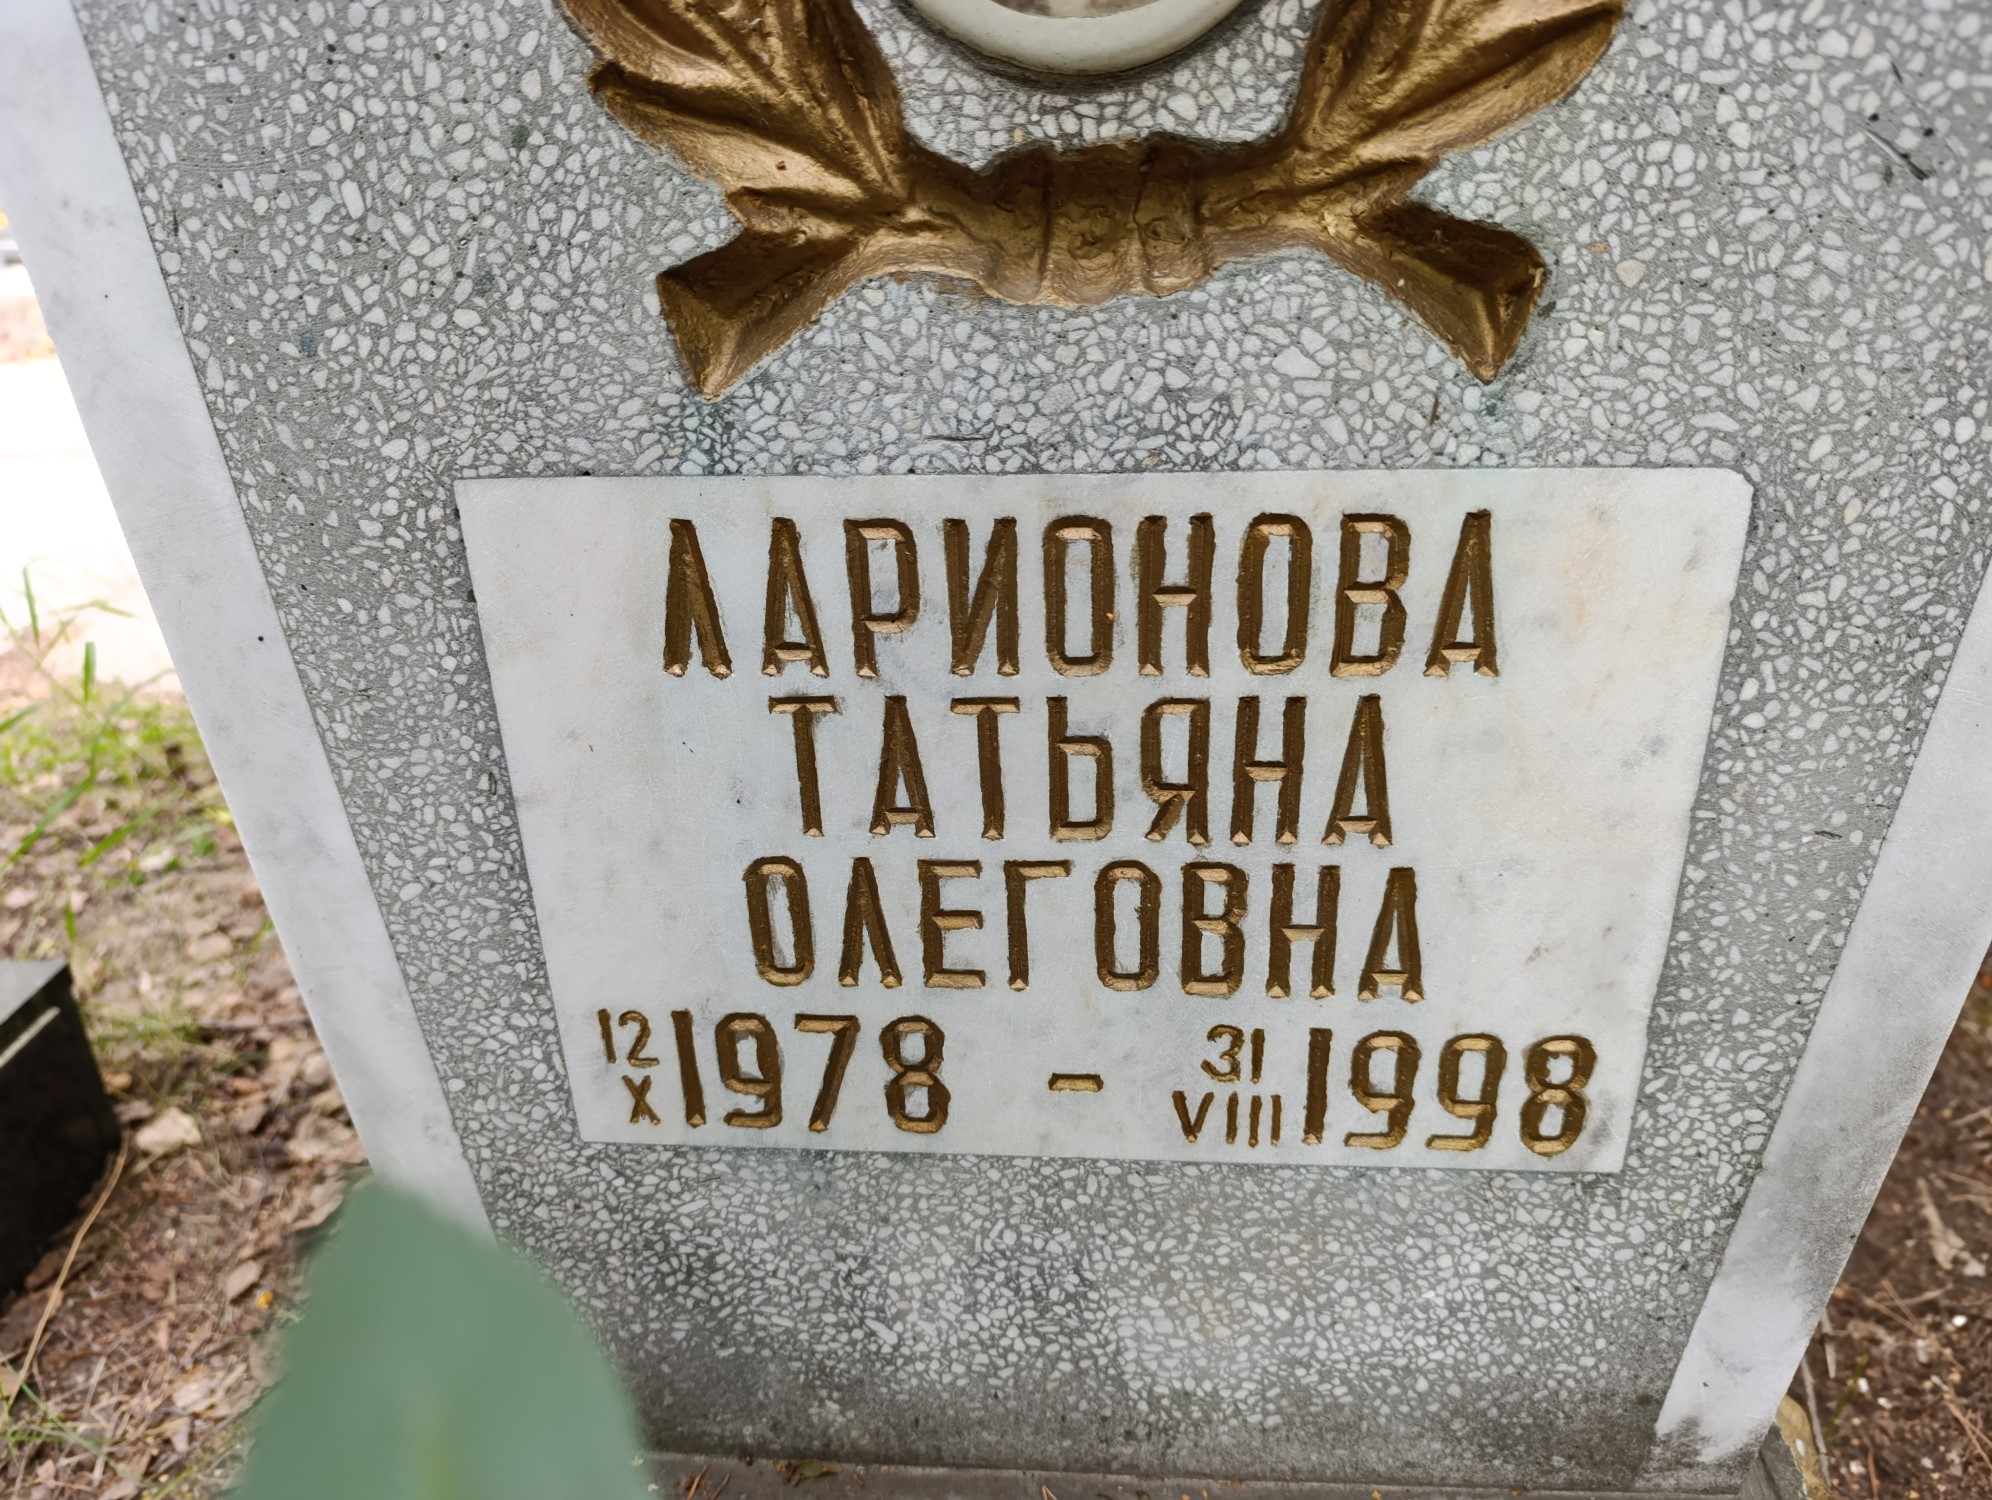 ЛАРИОНОВА
ТАТЬЯНА
ОЛЕГОВНА
12 X 1978 - 31 VIII 1998